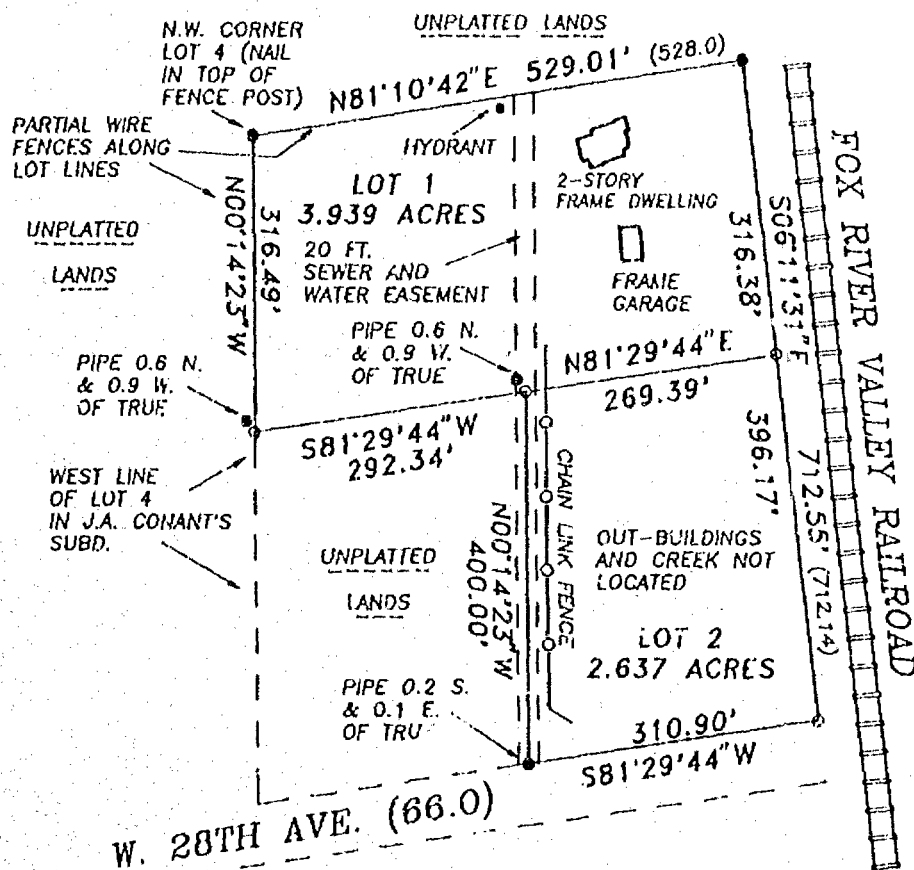 UNPLATTED LANDS
N.W. CORNER
LOT 4 (NAIL
IN TOP OF
FENCE POST)
N81°10'42"E 529.01' (528.0)
PARTIAL WIRE
FENCES ALONG
LOT LINES
HYDRANT
LOT 1
3.939 ACRES
2-STORY
FRAME DWELLING
UNPLATTED
LANDS
N00°14'23"W
316.49'
20 FT.
SEWER AND
WATER EASEMENT
FRAME
GARAGE
316.38'
S06°11'31"E
FOX RIVER VALLEY RAILROAD
PIPE 0.6 N.
& 0.9 W.
OF TRUE
PIPE 0.6 N.
& 0.9 W.
OF TRUE
N81°29'44"E
269.39'
S81°29'44"W
292.34'
396.17'
712.55' (712.14)
WEST LINE
OF LOT 4
IN J.A. CONANT'S
SUBD.
CHAIN LINK FENCE
N00°14'23"W
400.00'
UNPLATTED
LANDS
OUT-BUILDINGS
AND CREEK NOT
LOCATED
LOT 2
2.637 ACRES
PIPE 0.2 S.
& 0.1 E.
OF TRU
310.90'
S81°29'44"W
W. 28TH AVE. (66.0)